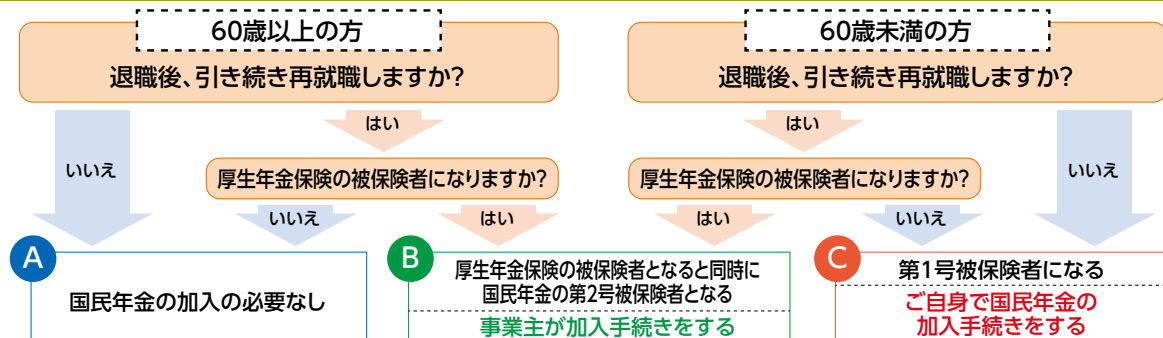 60歳以上の方
退職後、引き続き再就職しますか?
いいえ
はい
厚生年金保険の被保険者になりますか?
いいえ
はい
60歳未満の方
退職後、引き続き再就職しますか?
はい
いいえ
厚生年金保険の被保険者になりますか?
はい
いいえ
A
国民年金の加入の必要なし
B
厚生年金保険の被保険者となると同時に
国民年金の第2号被保険者となる
事業主が加入手続きをする
C
第1号被保険者になる
ご自身で国民年金の
加入手続きをする